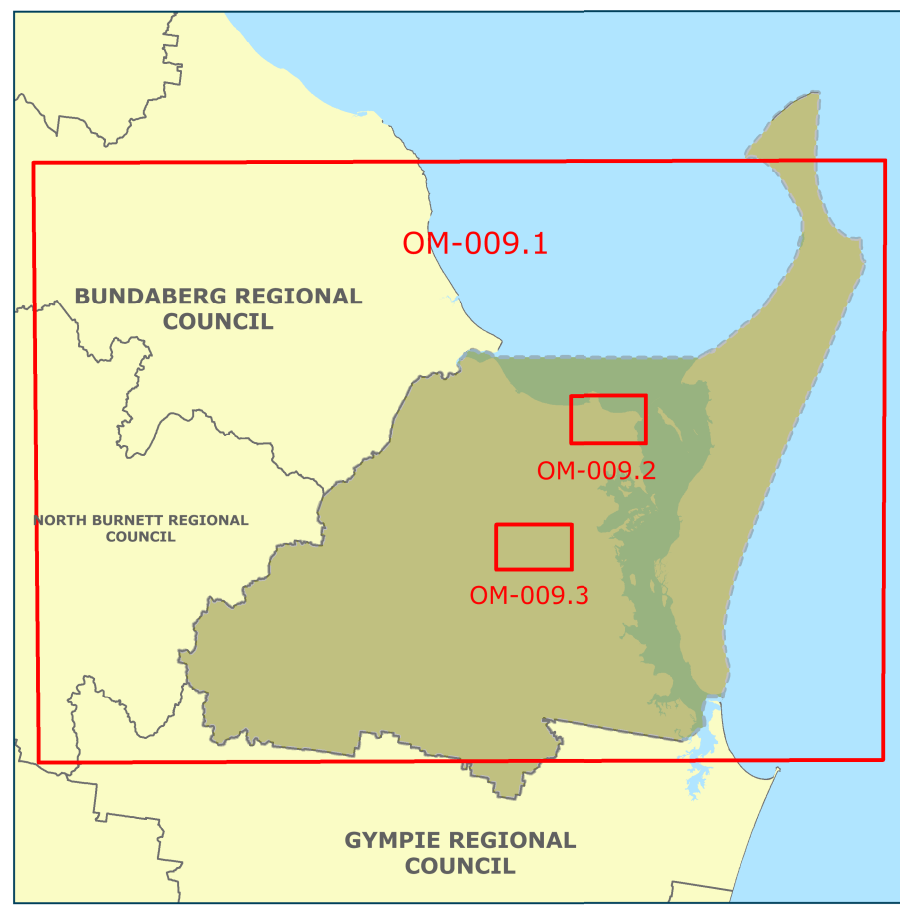 OM-009.1
BUNDABERG REGIONAL
COUNCIL
OM-009.2
NORTH BURNETT REGIONAL
COUNCIL
OM-009.3
GYMPIE REGIONAL
COUNCIL